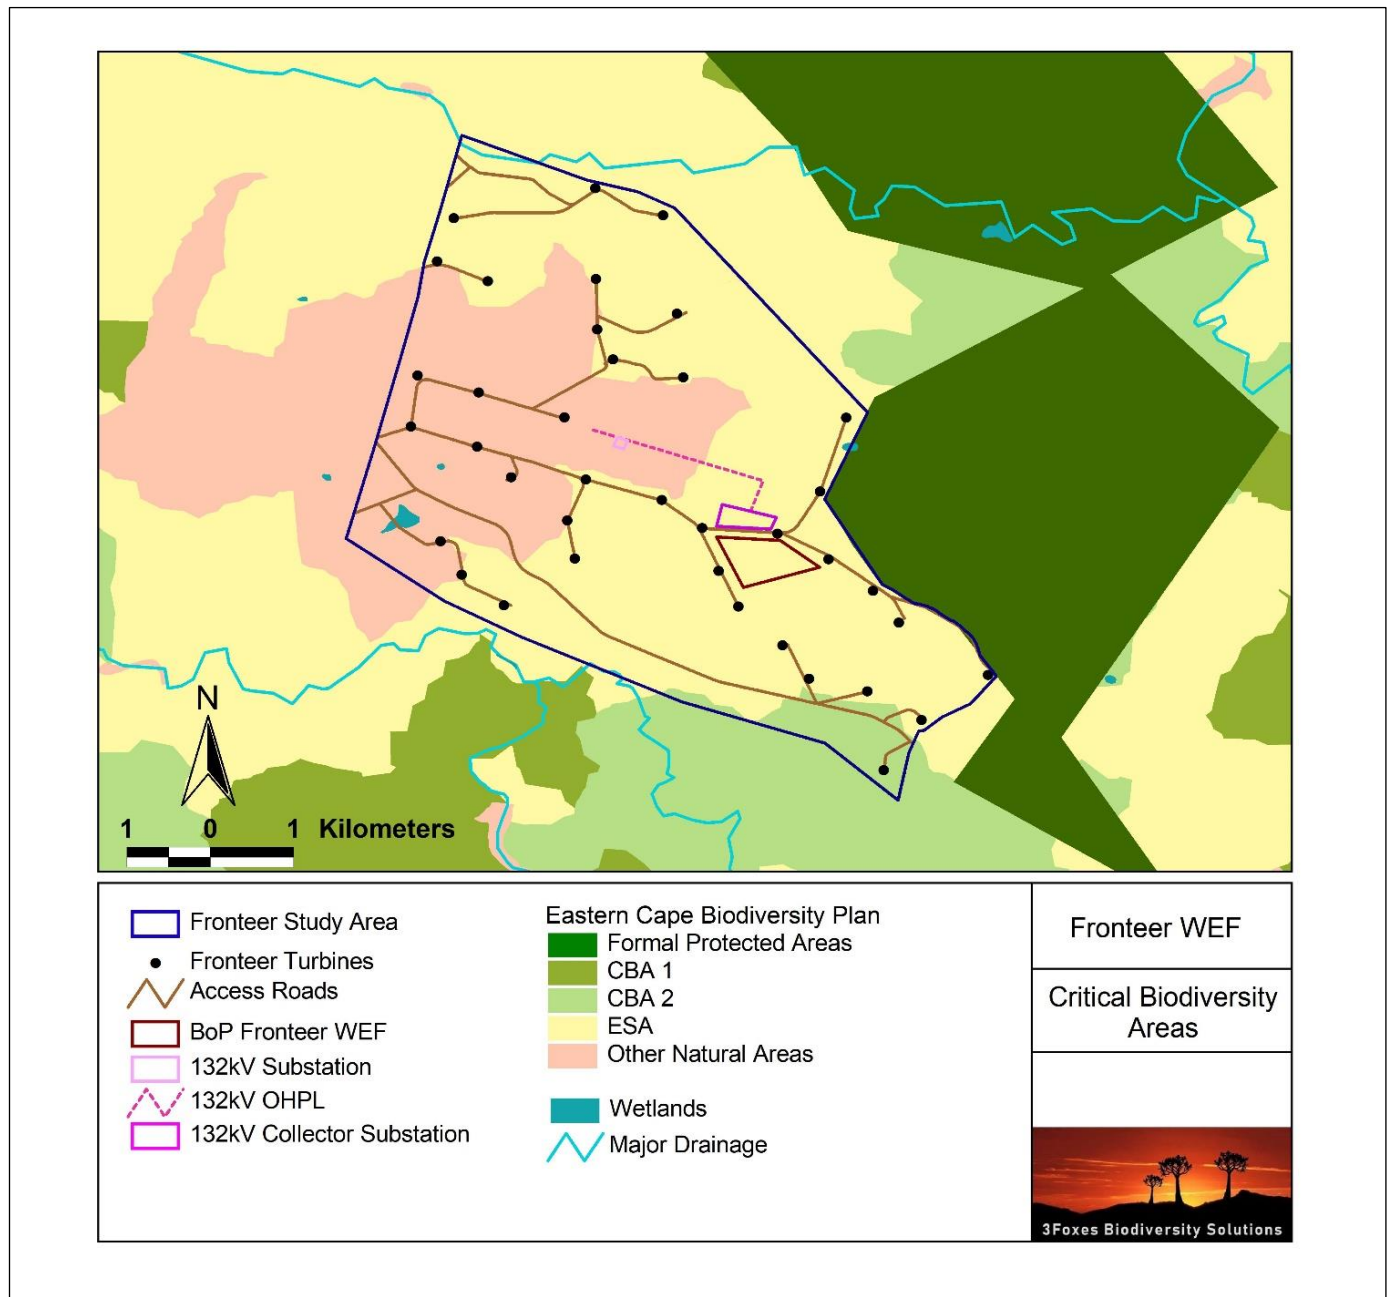 N
1 0 1 Kilometers
Fronteer Study Area
Fronteer Turbines
Access Roads
BoP Fronteer WEF
132kV Substation
132kV OHPL
132kV Collector Substation
Eastern Cape Biodiversity Plan
Formal Protected Areas
CBA 1
CBA 2
ESA
Other Natural Areas
Wetlands
Major Drainage
Fronteer WEF
Critical Biodiversity
Areas
3Foxes Biodiversity Solutions